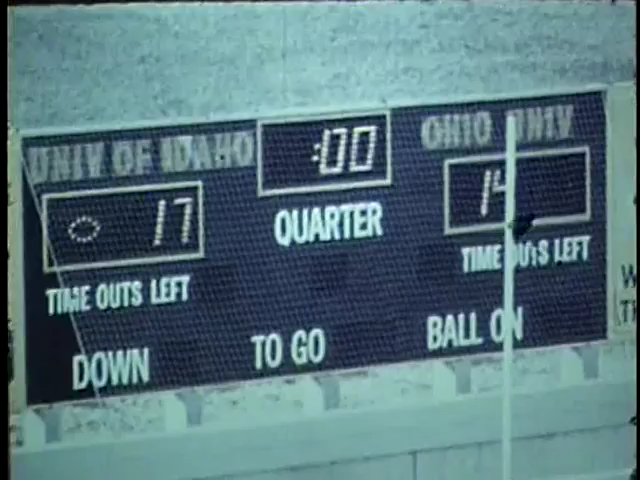 UNIV OF IDAHO :00 OHIO UNIV
17 14
QUARTER
TIME OUTS LEFT TIME OUTS LEFT
DOWN TO GO BALL ON